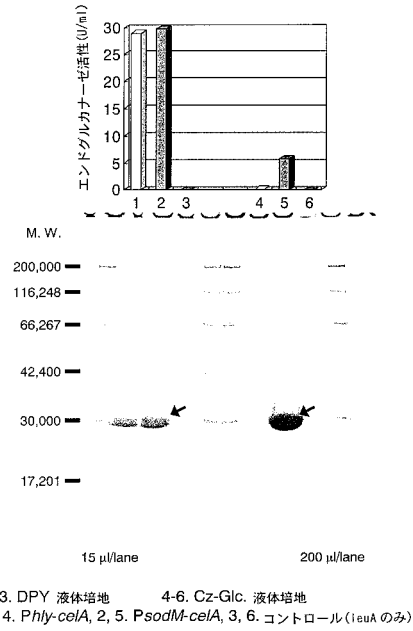 エンドグルカナーゼ活性(U/ml)
30
25
20
15
10
5
0
1 2 3 4 5 6
M. W.
200,000
116,248
66,267
42,400
30,000
17,201
15 μl/lane 200 μl/lane
3. DPY 液体培地 4-6. Cz-Glc. 液体培地
4. Phly-celA, 2, 5. PsodM-celA, 3, 6. コントロール(leuA のみ)